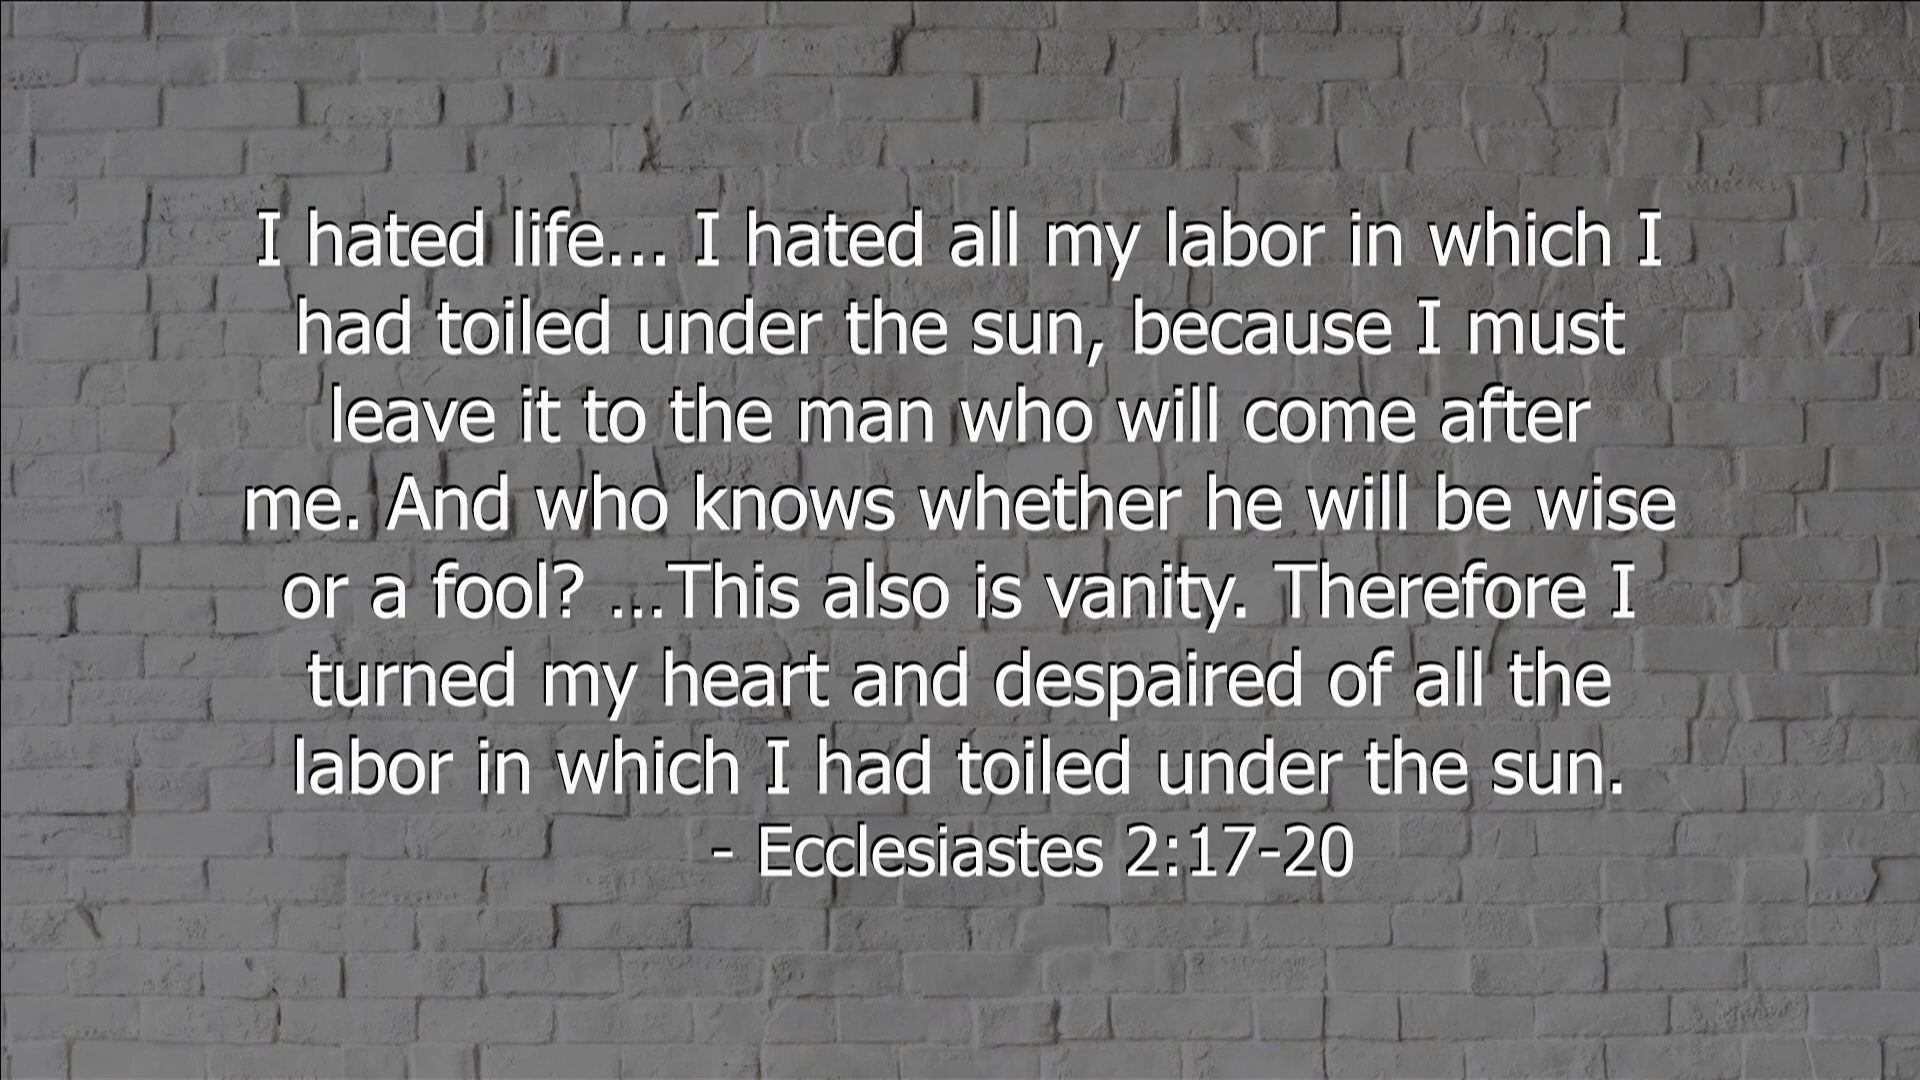 I hated life... I hated all my labor in which I
had toiled under the sun, because I must
leave it to the man who will come after
me. And who knows whether he will be wise
or a fool? ...This also is vanity. Therefore I
turned my heart and despaired of all the
labor in which I had toiled under the sun.
- Ecclesiastes 2:17-20